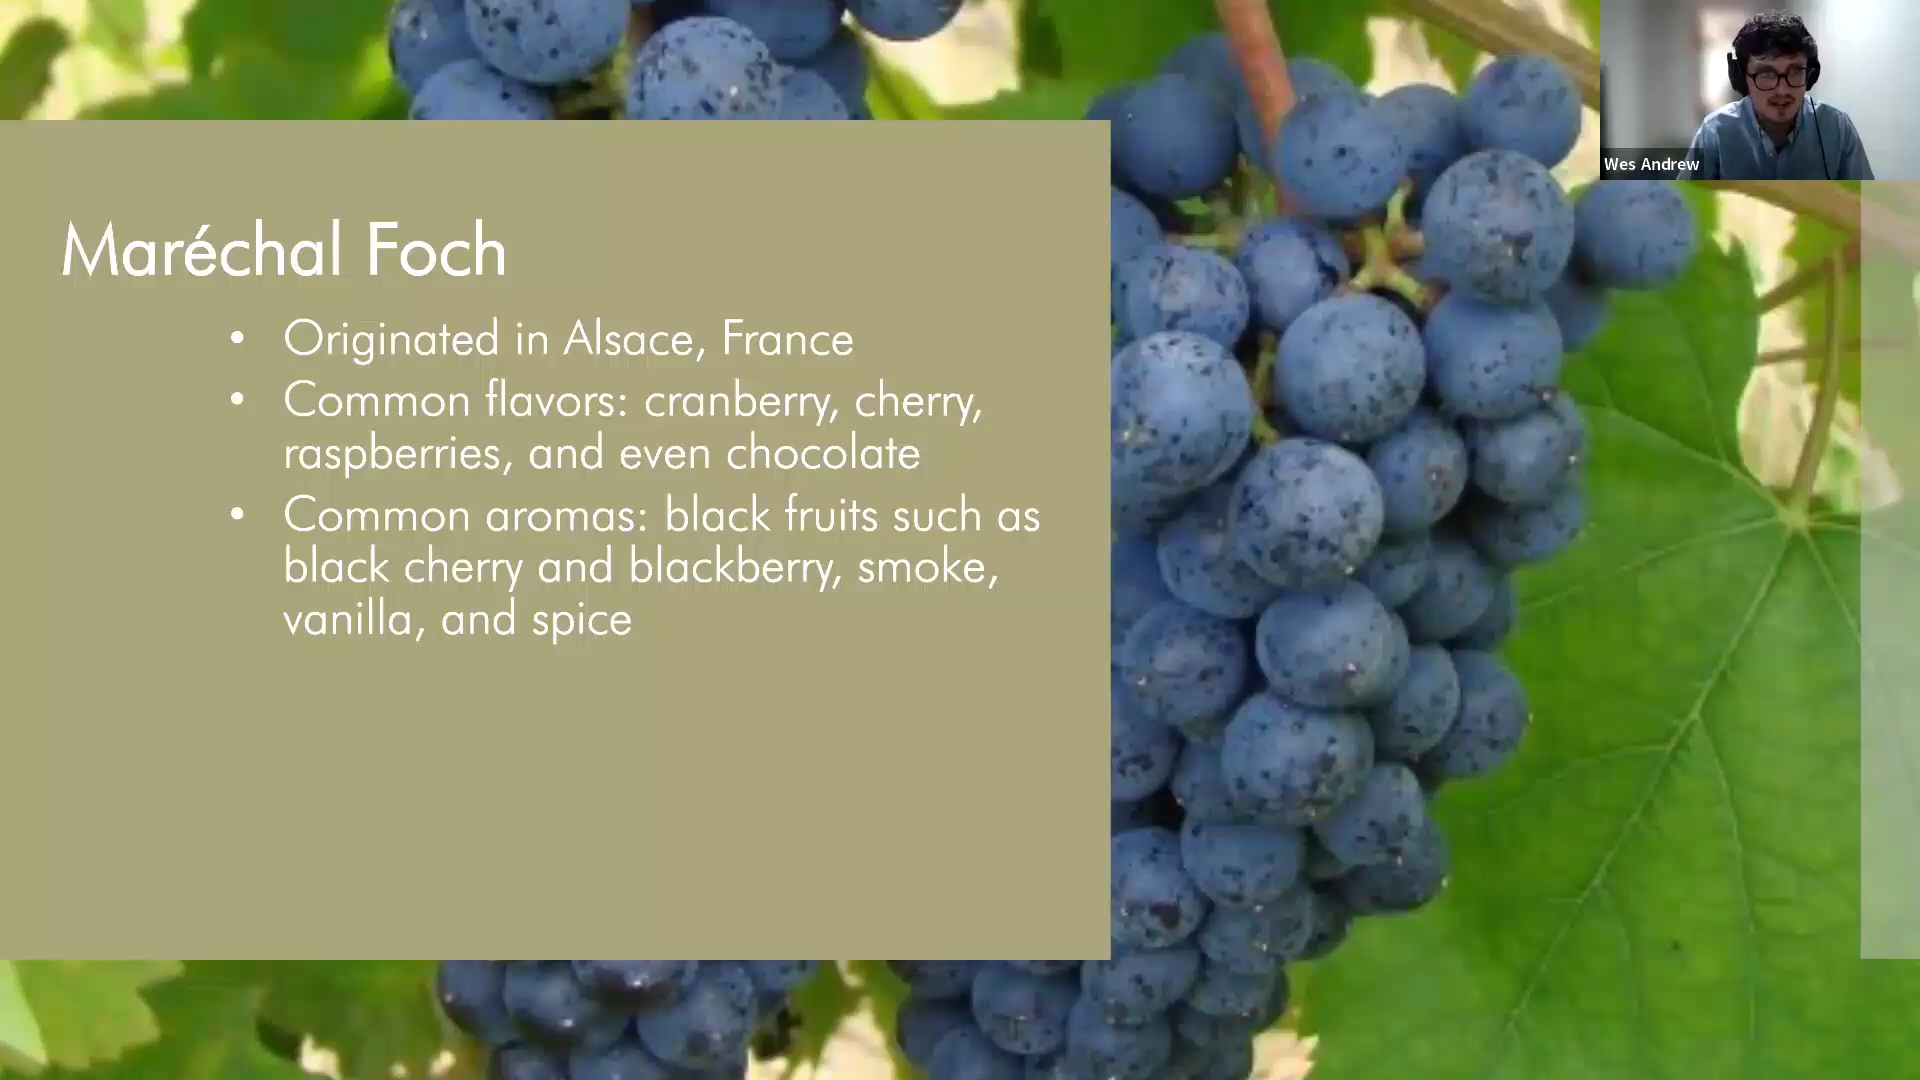 Wes Andrew
Maréchal Foch
• Originated in Alsace, France
• Common flavors: cranberry, cherry,
raspberries, and even chocolate
• Common aromas: black fruits such as
black cherry and blackberry, smoke,
vanilla, and spice